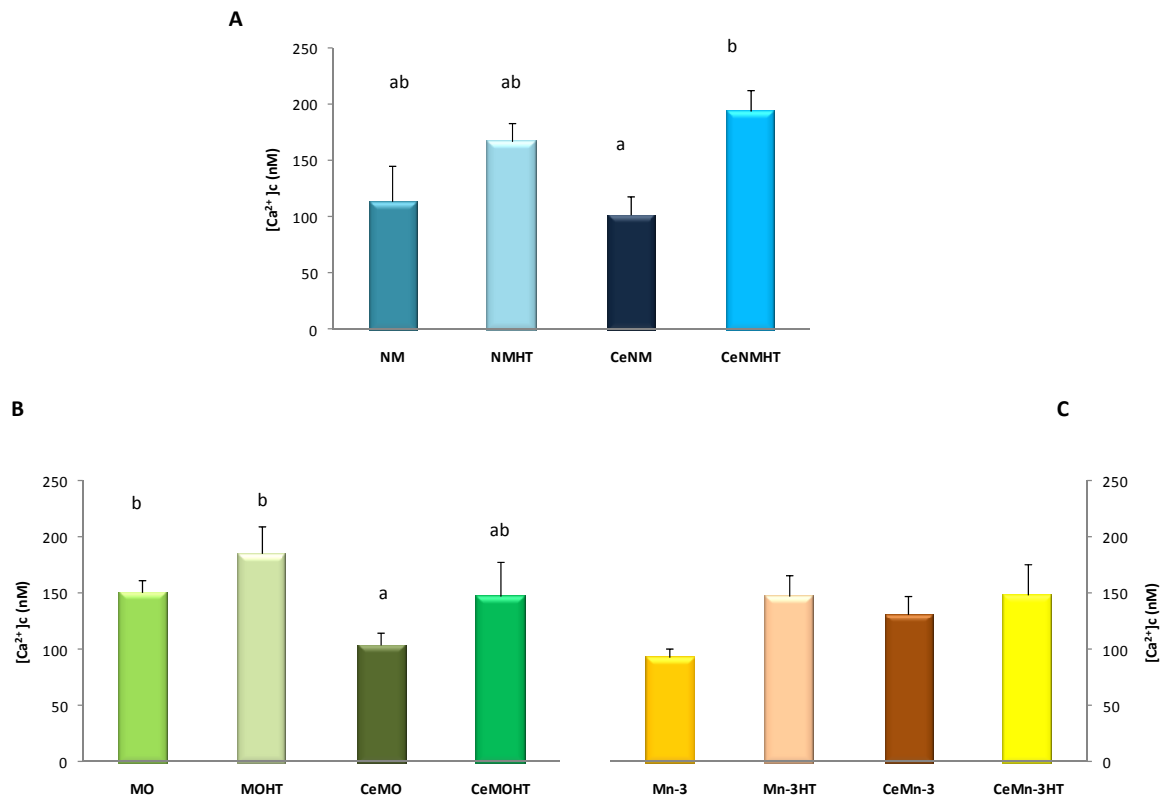 A
250
200
150
100
50
0
[Ca²⁺ ]c (nM)
ab
ab
a
b
NM NMHT CeNM CeNMHT
B
250
200
150
100
50
0
[Ca²⁺ ]c (nM)
b
b
a
ab
MO MOHT CeMO CeMOHT
C
250
200
150
100
50
0
[Ca²⁺]c (nM)
Mn-3 Mn-3HT CeMn-3 CeMn-3HT